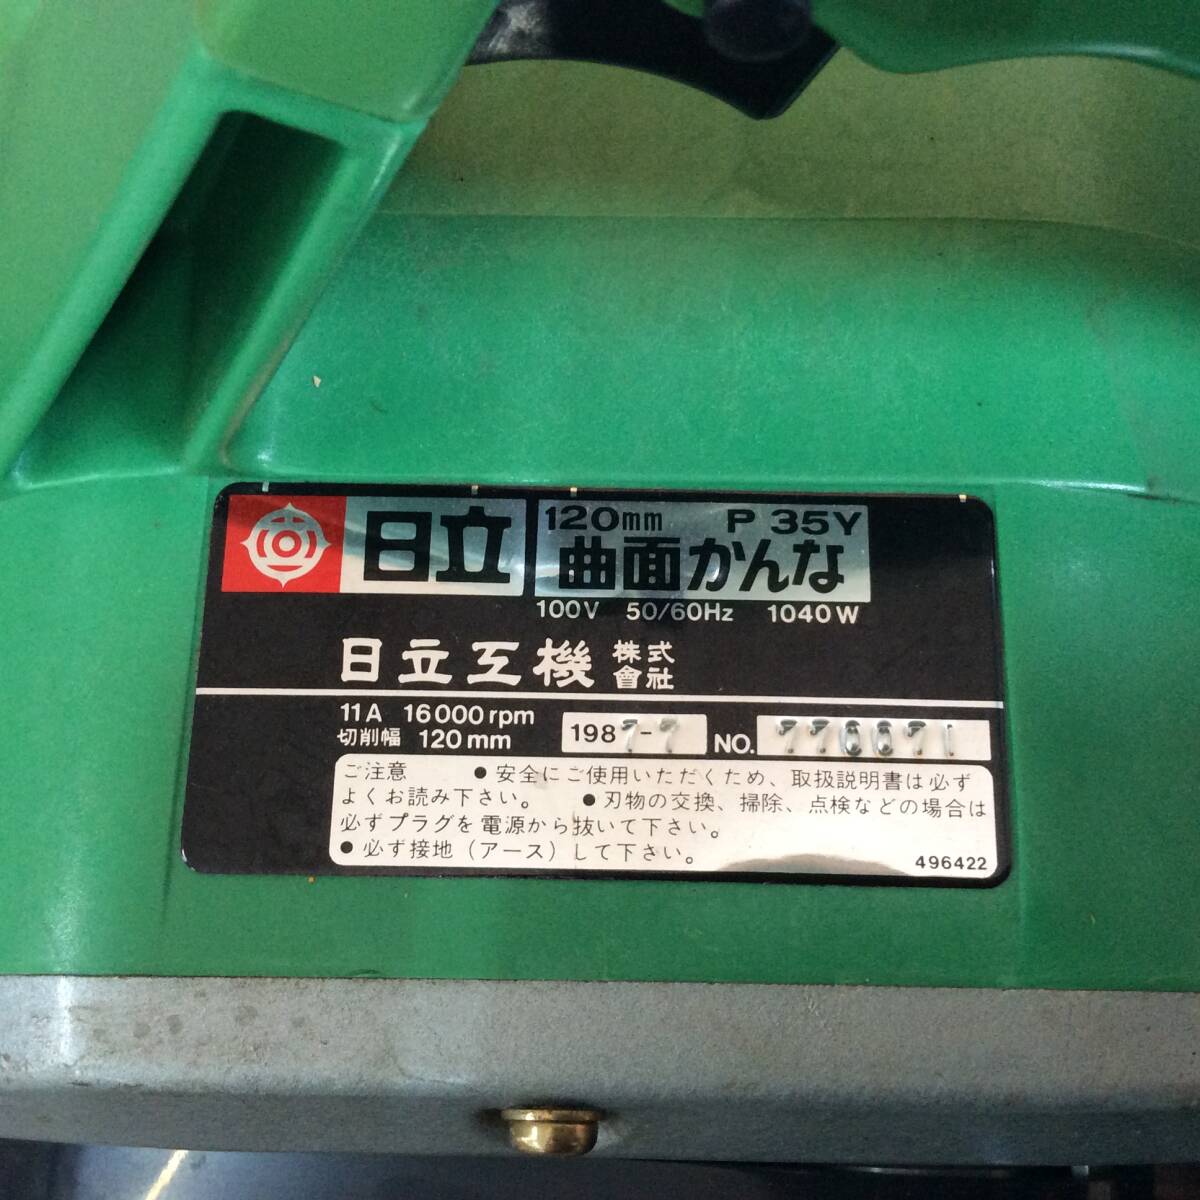 日立
120mm P 35Y
曲面かんな
100V 50/60Hz 1040W
日立工機 株式會社
11A 16000rpm
切削幅 120mm
1987-7 NO. 770071
ご注意 ●安全にご使用いただくため、取扱説明書は必ず
よくお読み下さい。 ●刃物の交換、掃除、点検などの場合は
必ずプラグを電源から抜いて下さい。
●必ず接地(アース)して下さい。
496422